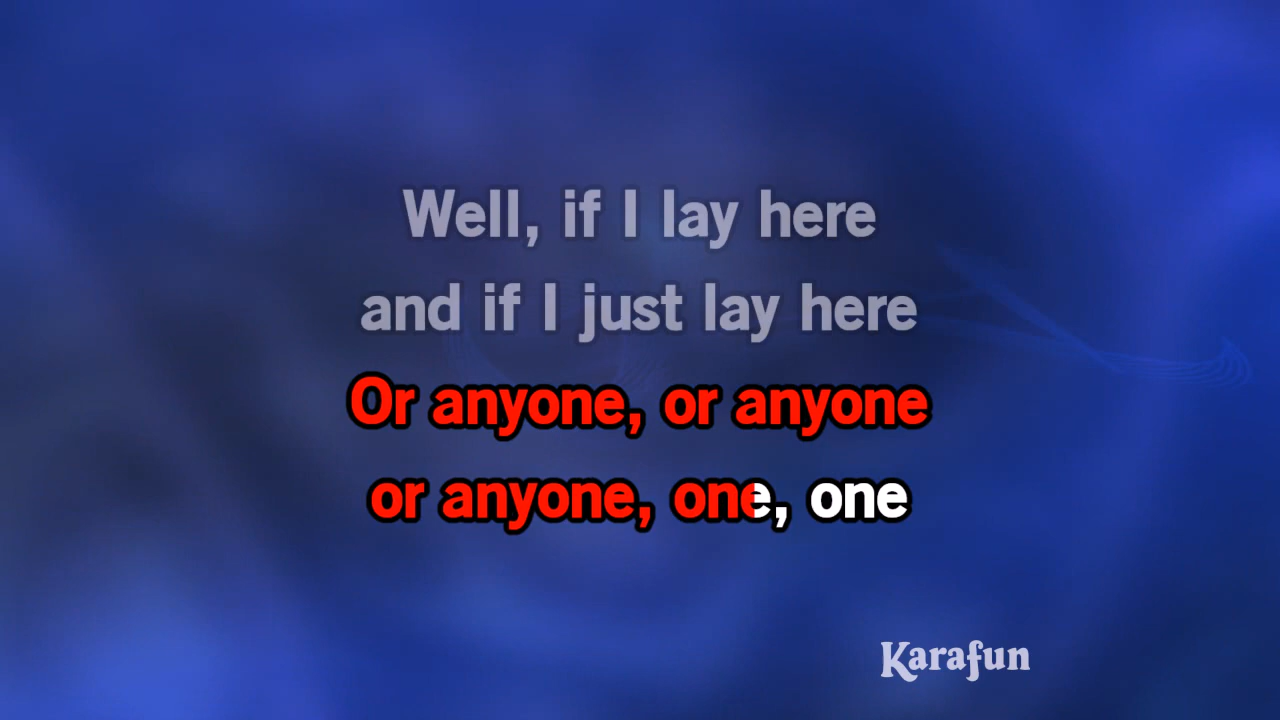 Well, if I lay here
and if I just lay here
Or anyone, or anyone
or anyone, one, one
Karafun